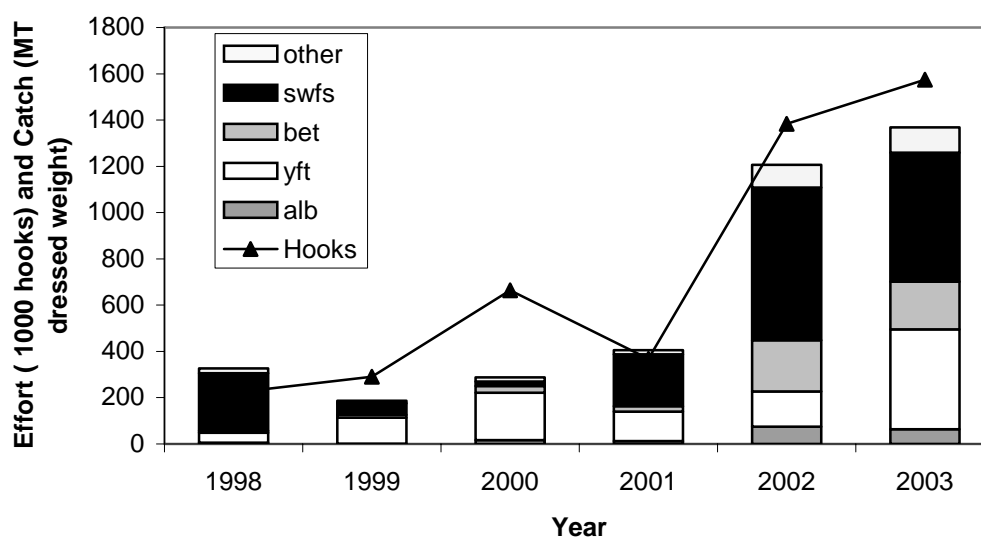 Effort ( 1000 hooks) and Catch (MT
dressed weight)
1800
1600
1400
1200
1000
800
600
400
200
0
other
swfs
bet
yft
alb
Hooks
1998 1999 2000 2001 2002 2003
Year